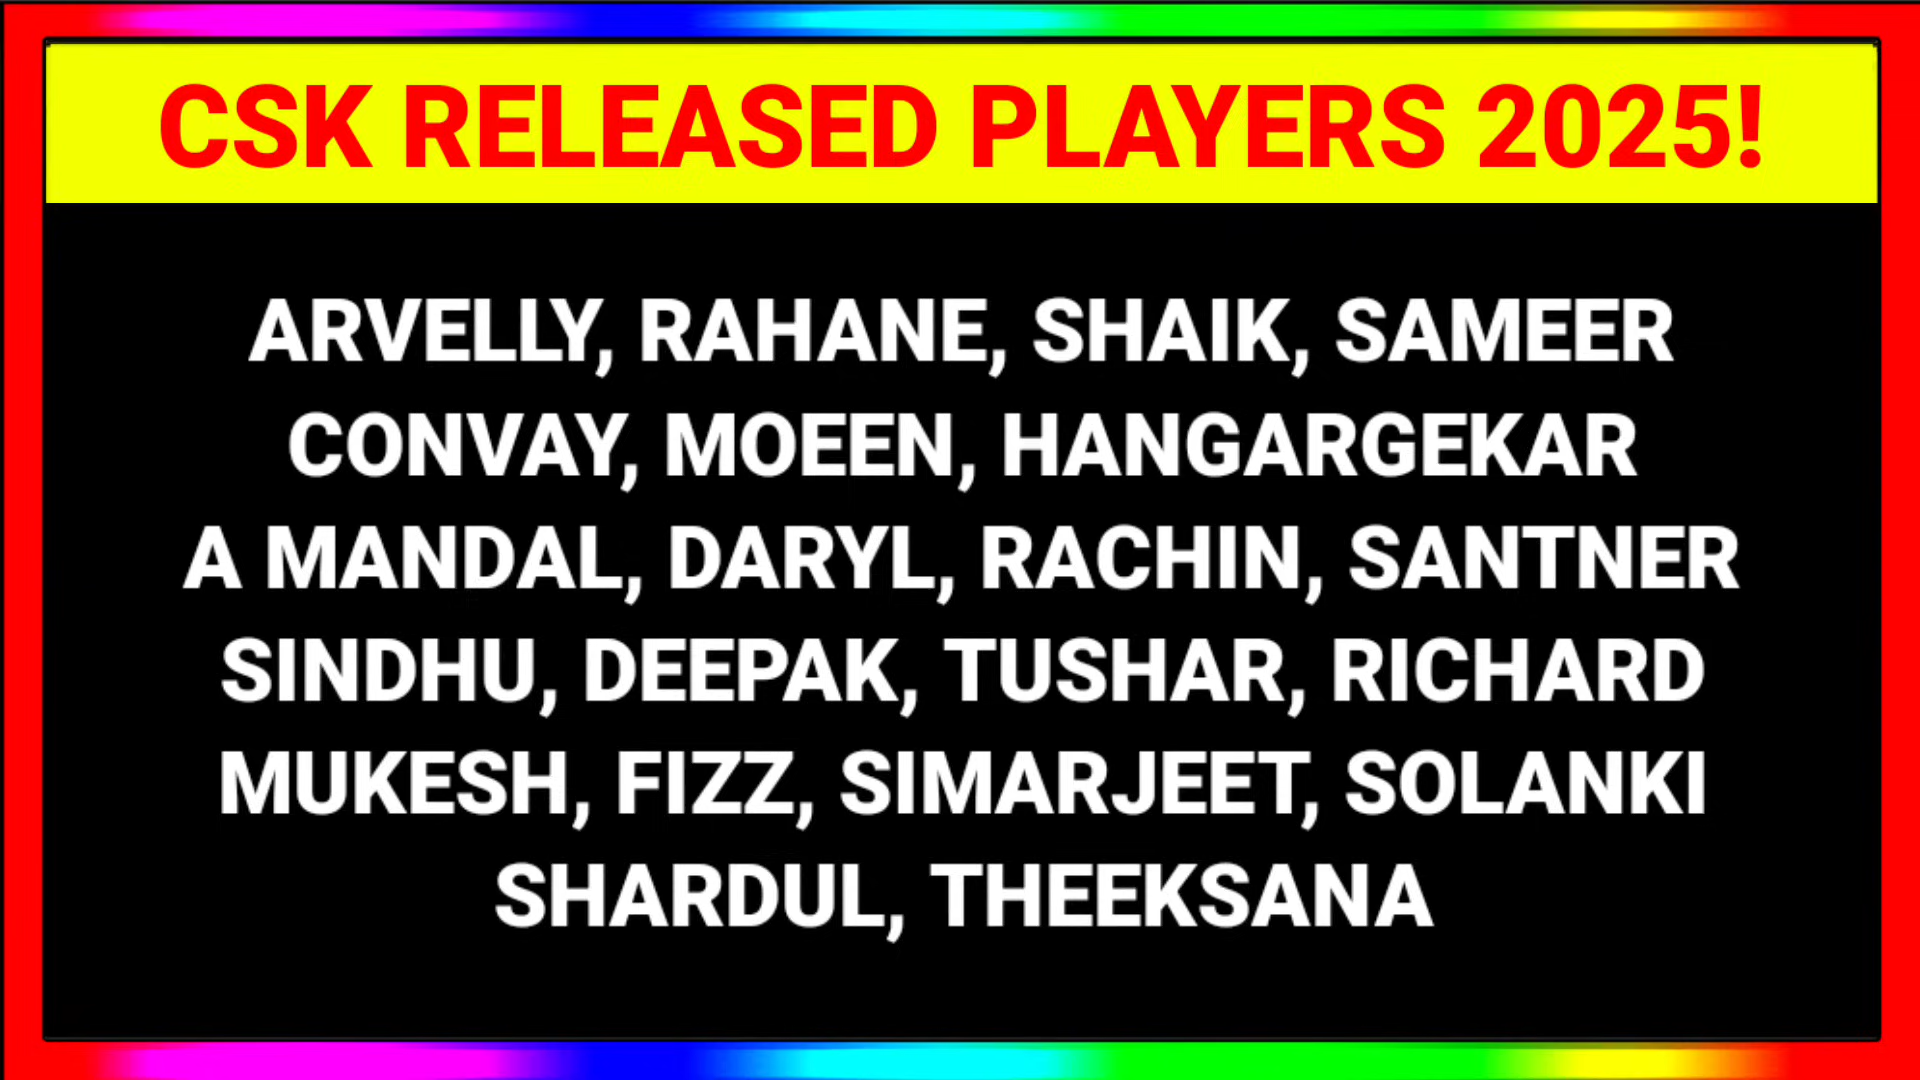 CSK RELEASED PLAYERS 2025!
ARVELLY, RAHANE, SHAIK, SAMEER
CONVAY, MOEEN, HANGARGEKAR
A MANDAL, DARYL, RACHIN, SANTNER
SINDHU, DEEPAK, TUSHAR, RICHARD
MUKESH, FIZZ, SIMARJEET, SOLANKI
SHARDUL, THEEKSANA